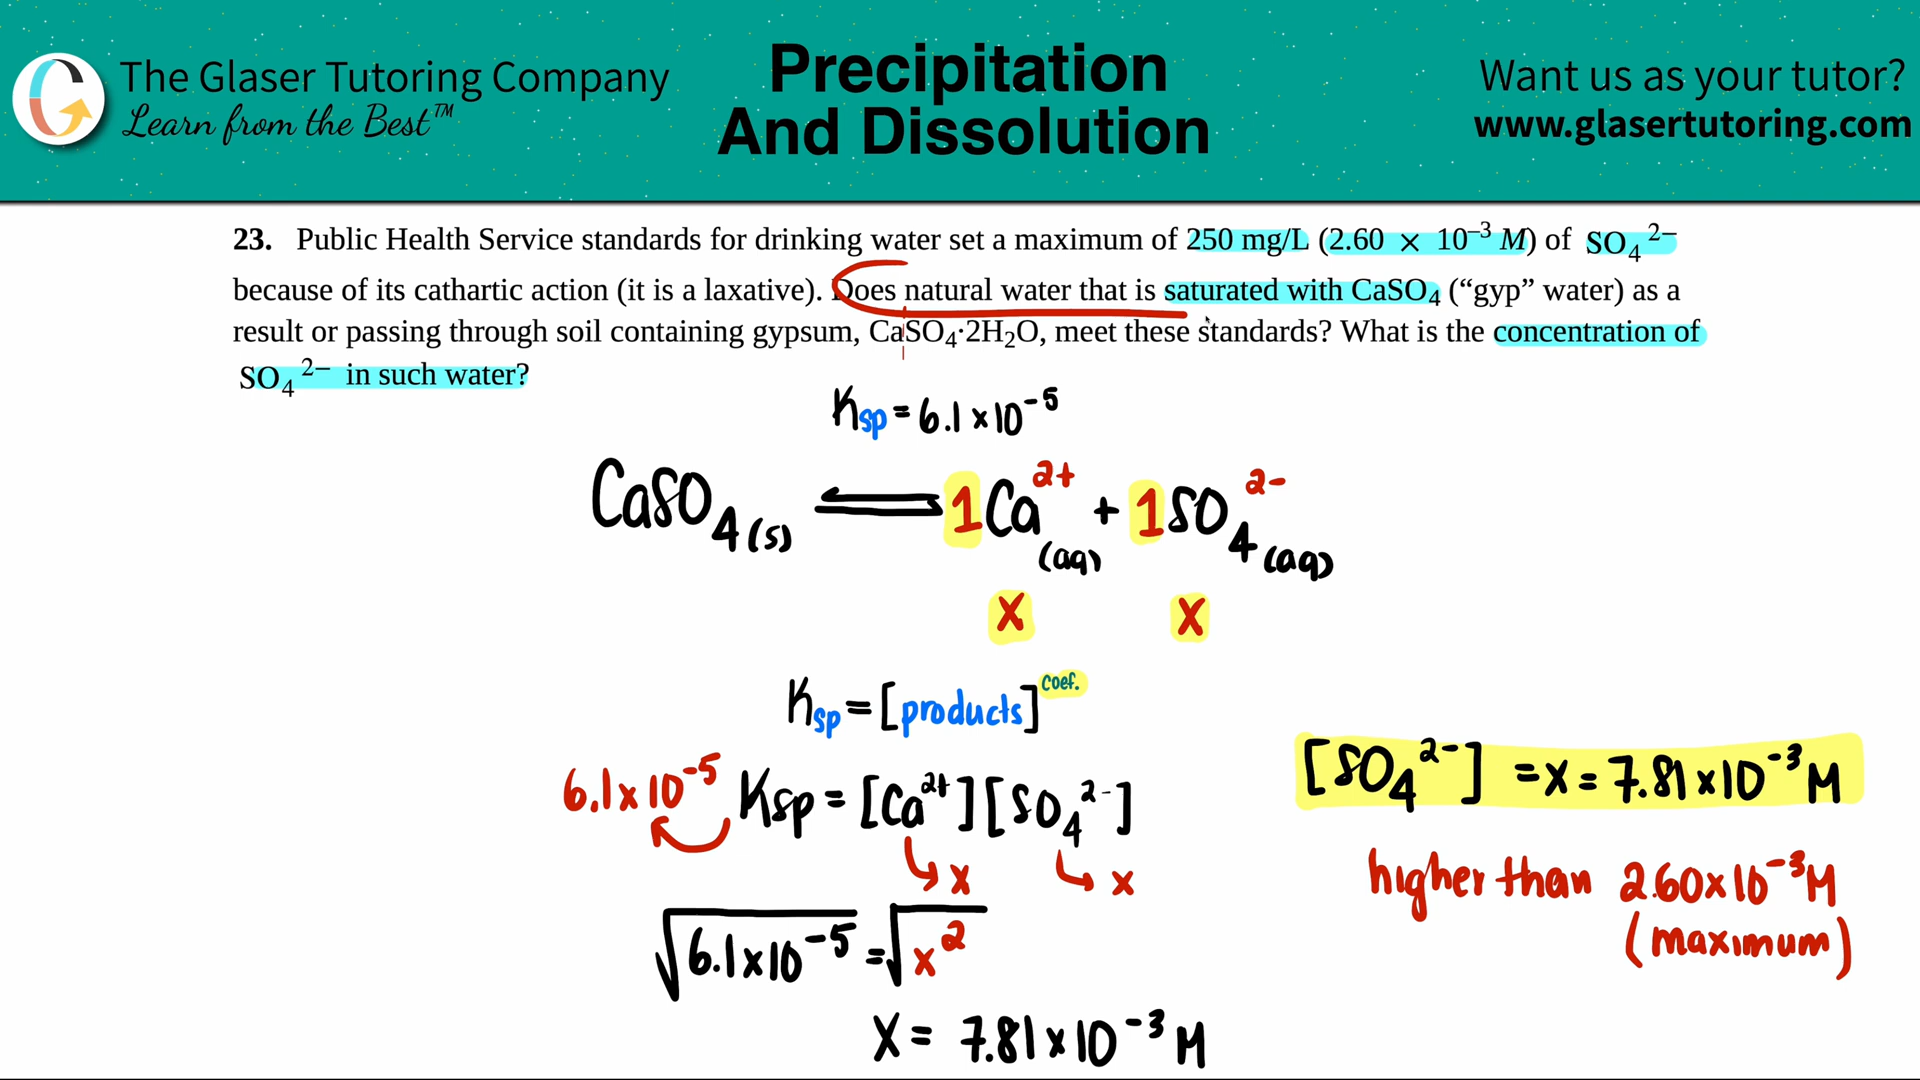 The Glaser Tutoring Company
Learn from the Best™
Precipitation
And Dissolution
Want us as your tutor?
www.glasertutoring.com
23. Public Health Service standards for drinking water set a maximum of 250 mg/L (2.60 × 10⁻³ M) of SO₄²⁻
because of its cathartic action (it is a laxative). Does natural water that is saturated with CaSO₄ (“gyp” water) as a
result or passing through soil containing gypsum, CaSO₄·2H₂O, meet these standards? What is the concentration of
SO₄²⁻ in such water?
Ksp = 6.1 x 10⁻⁵
CaSO₄(s) ⇌ 1Ca²⁺(aq) + 1SO₄²⁻(aq)
x x
Ksp = [products]ᶜᵒᵉᶠ·
6.1 x 10⁻⁵ Ksp = [Ca²⁺][SO₄²⁻]
x x
√6.1x10⁻⁵ = √x²
x = 7.81 x 10⁻³ M
[SO₄²⁻] = x = 7.81 x 10⁻³ M
higher than 2.60x10⁻³ M
(maximum)